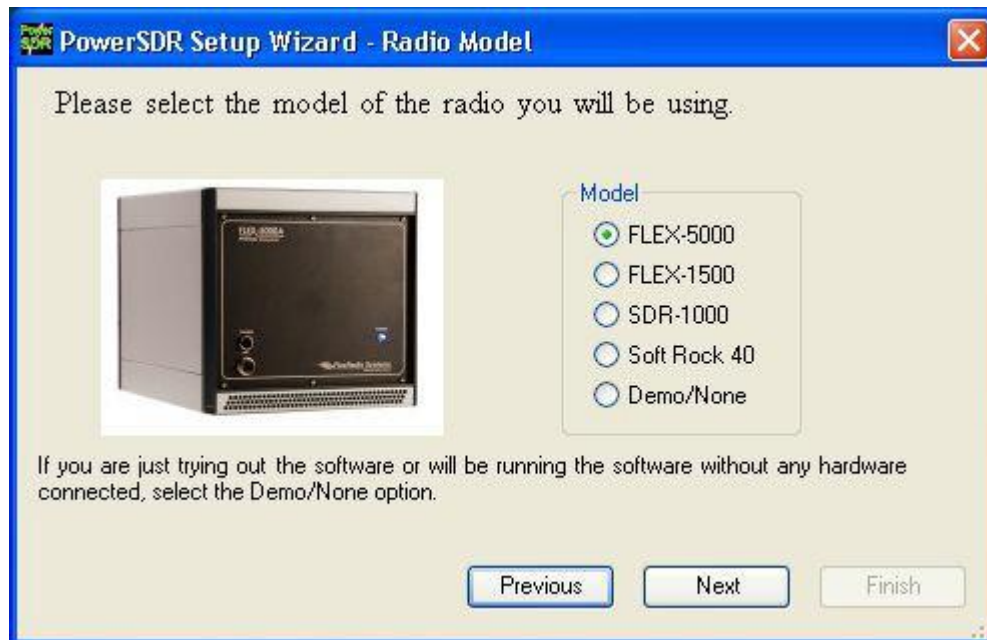 PowerSDR Setup Wizard - Radio Model
Please select the model of the radio you will be using.
Model
FLEX-5000
FLEX-1500
SDR-1000
Soft Rock 40
Demo/None
If you are just trying out the software or will be running the software without any hardware
connected, select the Demo/None option.
Previous
Next
Finish